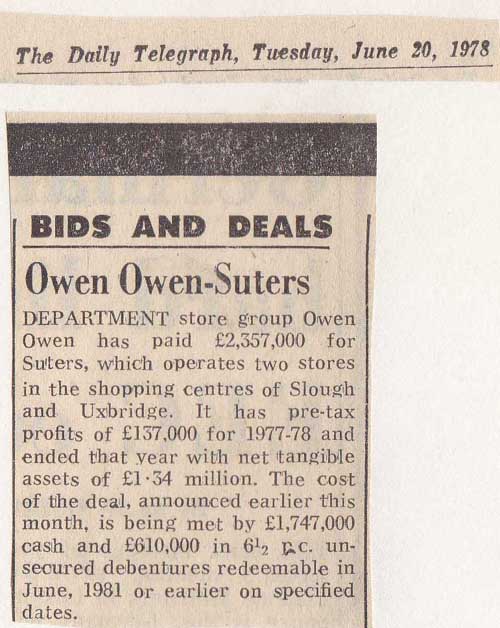 The Daily Telegraph, Tuesday, June 20, 1978
BIDS AND DEALS
Owen Owen-Suters
DEPARTMENT store group Owen
Owen has paid £2,357,000 for
Suters, which operates two stores
in the shopping centres of Slough
and Uxbridge. It has pre-tax
profits of £137,000 for 1977-78 and
ended that year with net tangible
assets of £1·34 million. The cost
of the deal, announced earlier this
month, is being met by £1,747,000
cash and £610,000 in 6½ p.c. un-
secured debentures redeemable in
June, 1981 or earlier on specified
dates.